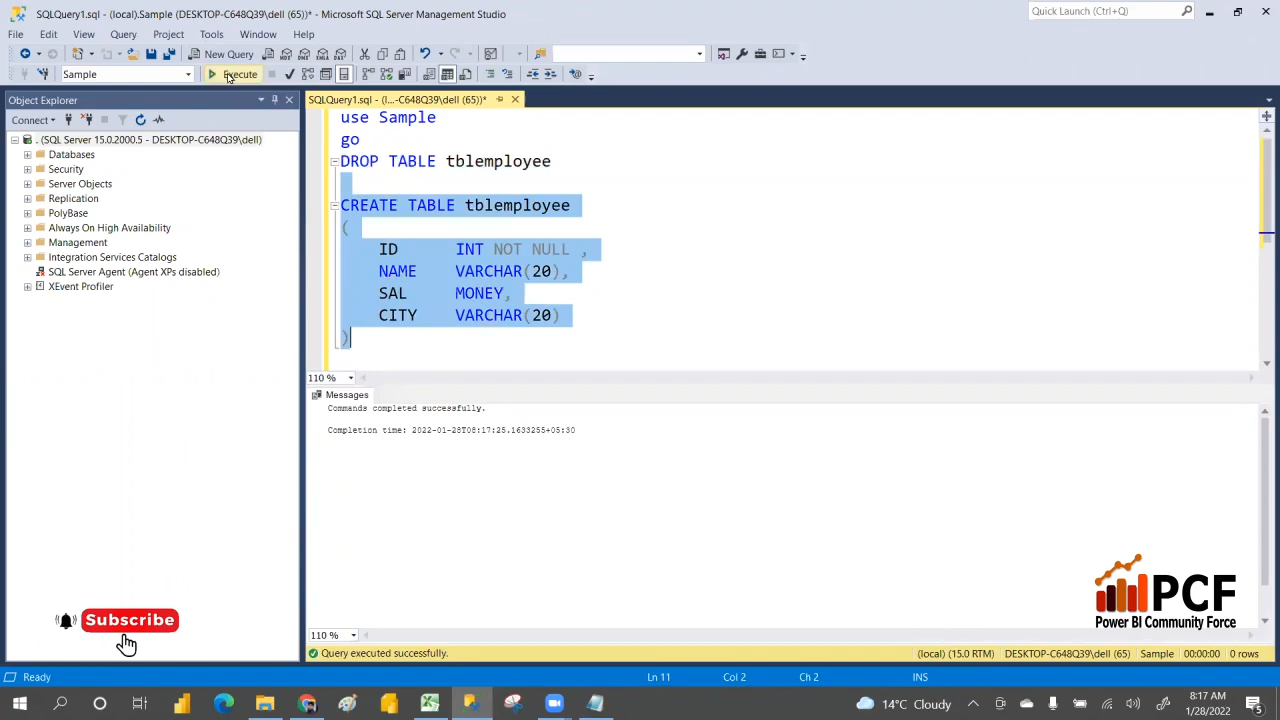 SQLQuery1.sql - (local).Sample (DESKTOP-C648Q39\dell (65))* - Microsoft SQL Server Management Studio
Quick Launch (Ctrl+Q)
File Edit View Query Project Tools Window Help
New Query
Sample
Execute
Object Explorer
Connect
. (SQL Server 15.0.2000.5 - DESKTOP-C648Q39\dell)
Databases
Security
Server Objects
Replication
PolyBase
Always On High Availability
Management
Integration Services Catalogs
SQL Server Agent (Agent XPs disabled)
XEvent Profiler
SQLQuery1.sql - (l...-C648Q39\dell (65))*
use Sample
go
DROP TABLE tblemployee
CREATE TABLE tblemployee
(
ID INT NOT NULL ,
NAME VARCHAR(20),
SAL MONEY,
CITY VARCHAR(20)
)
110 %
Messages
Commands completed successfully.
Completion time: 2022-01-28T08:17:25.1633255+05:30
PCF
Power BI Community Force
Subscribe
110 %
Query executed successfully.
(local) (15.0 RTM) DESKTOP-C648Q39\dell (65) Sample 00:00:00 0 rows
Ready Ln 11 Col 2 Ch 2 INS
14°C Cloudy
8:17 AM
1/28/2022
5